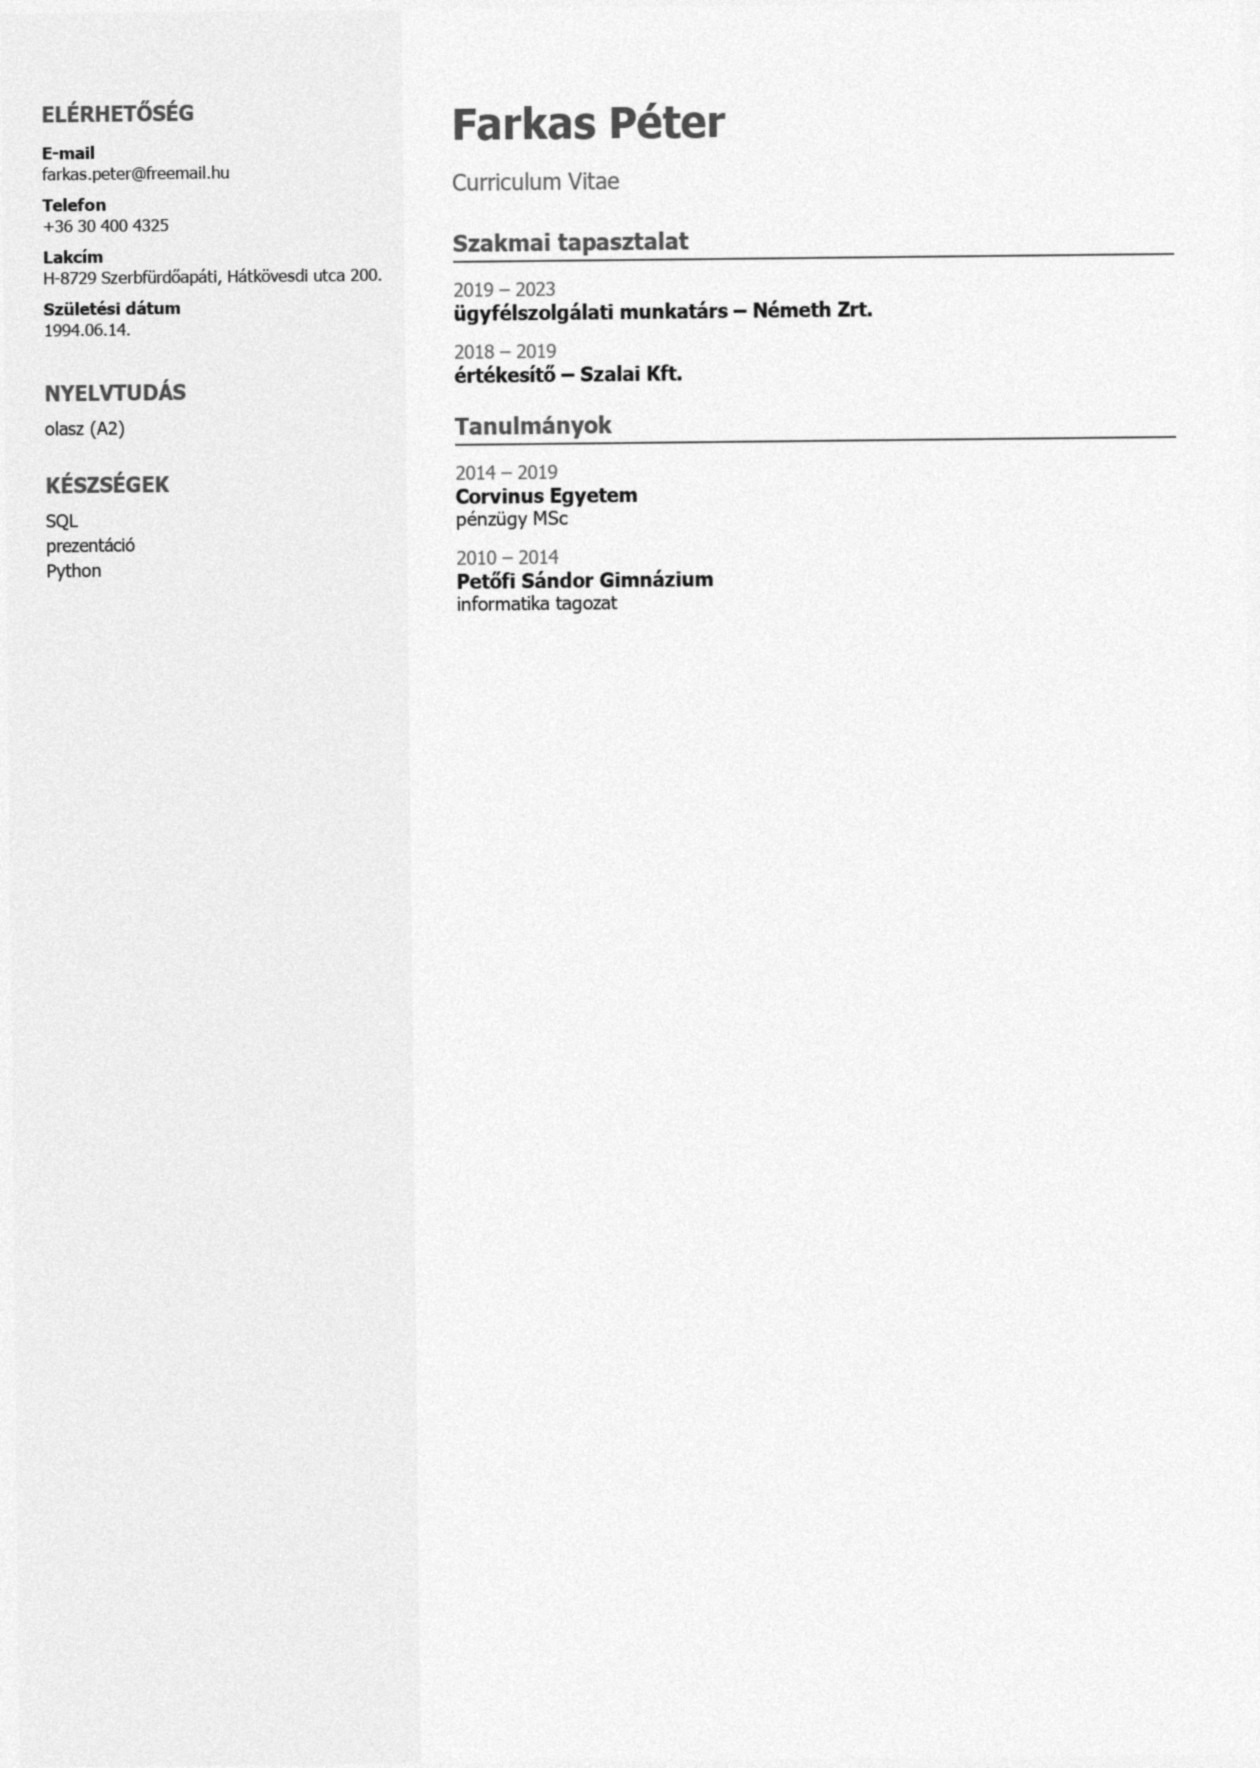 ELÉRHETŐSÉG
E-mail
farkas.peter@freemail.hu
Telefon
+36 30 400 4325
Lakcím
H-8729 Szerbfürdőapáti, Hátkövesdi utca 200.
Születési dátum
1994.06.14.
NYELVTUDÁS
olasz (A2)
KÉSZSÉGEK
SQL
prezentáció
Python
Farkas Péter
Curriculum Vitae
Szakmai tapasztalat
2019 – 2023
ügyfélszolgálati munkatárs – Németh Zrt.
2018 – 2019
értékesítő – Szalai Kft.
Tanulmányok
2014 – 2019
Corvinus Egyetem
pénzügy MSc
2010 – 2014
Petőfi Sándor Gimnázium
informatika tagozat